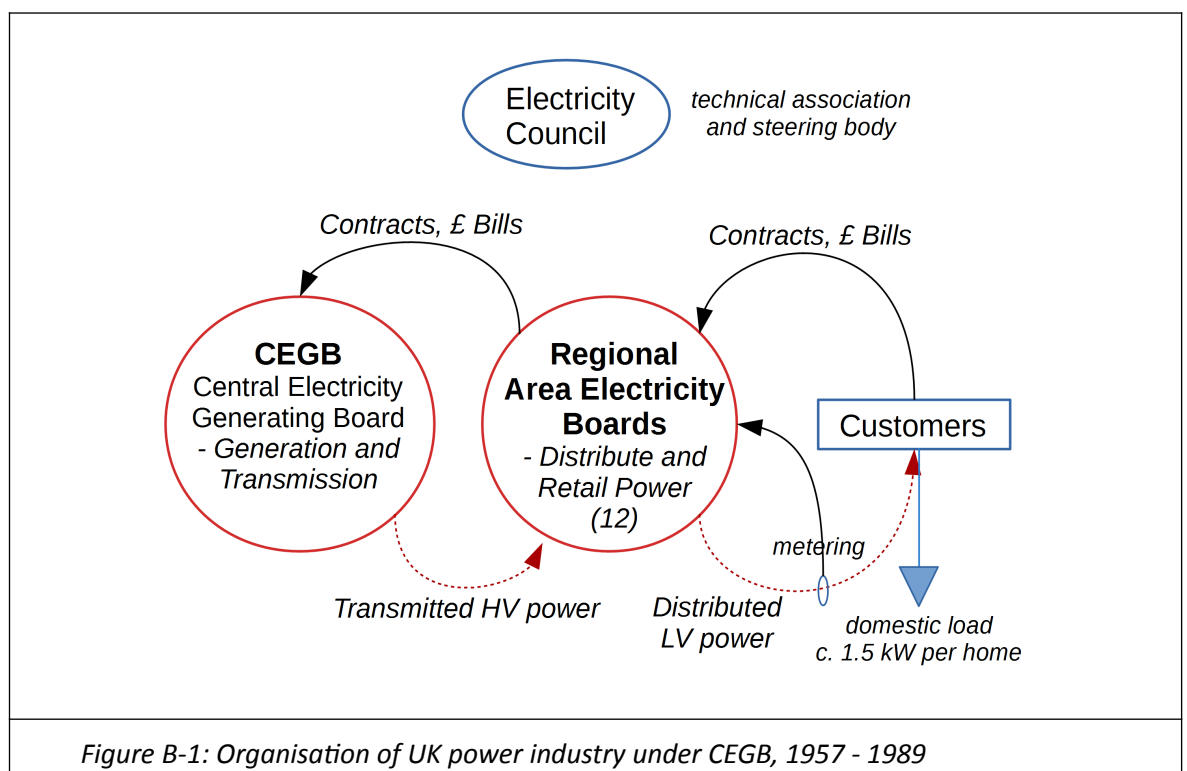 Electricity
Council
technical association
and steering body
Contracts, £ Bills
Contracts, £ Bills
CEGB
Central Electricity
Generating Board
- Generation and
Transmission
Regional
Area Electricity
Boards
- Distribute and
Retail Power
(12)
Customers
metering
Transmitted HV power
Distributed
LV power
domestic load
c. 1.5 kW per home
Figure B-1: Organisation of UK power industry under CEGB, 1957 - 1989